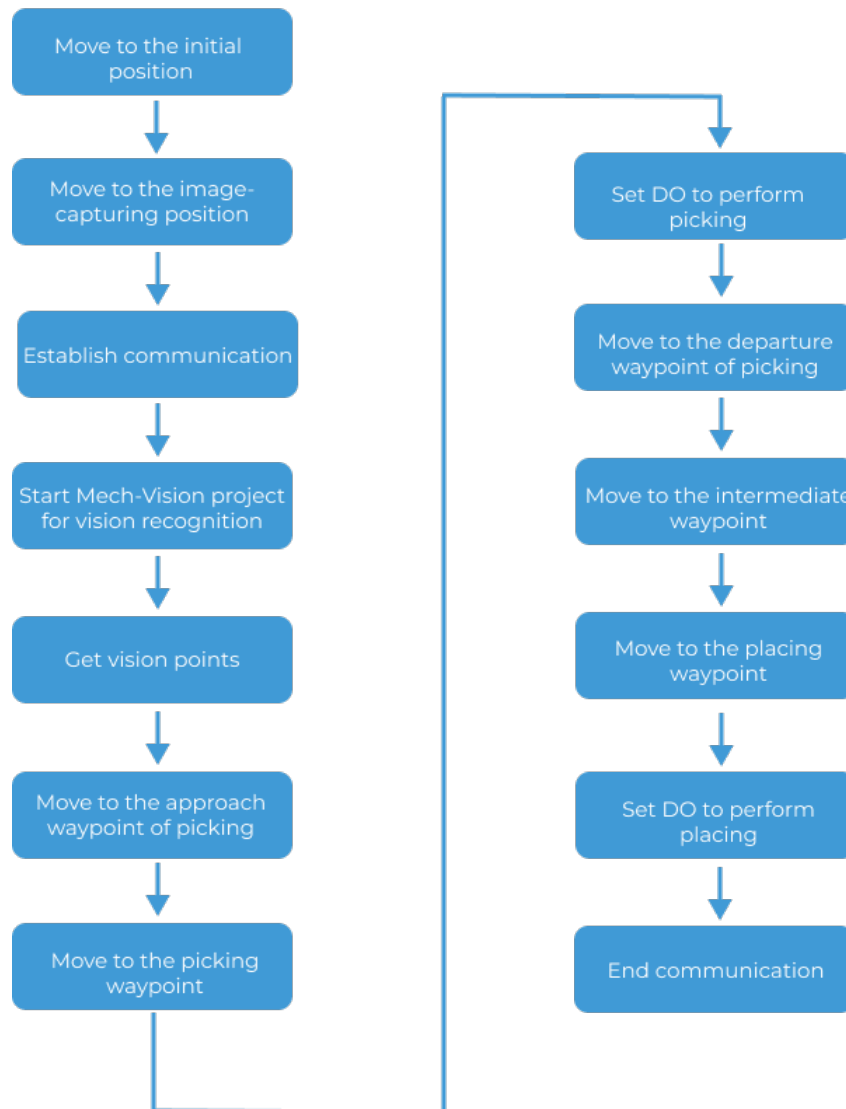 Move to the initial
position
Move to the image-
capturing position
Establish communication
Start Mech-Vision project
for vision recognition
Get vision points
Move to the approach
waypoint of picking
Move to the picking
waypoint
Set DO to perform
picking
Move to the departure
waypoint of picking
Move to the intermediate
waypoint
Move to the placing
waypoint
Set DO to perform
placing
End communication